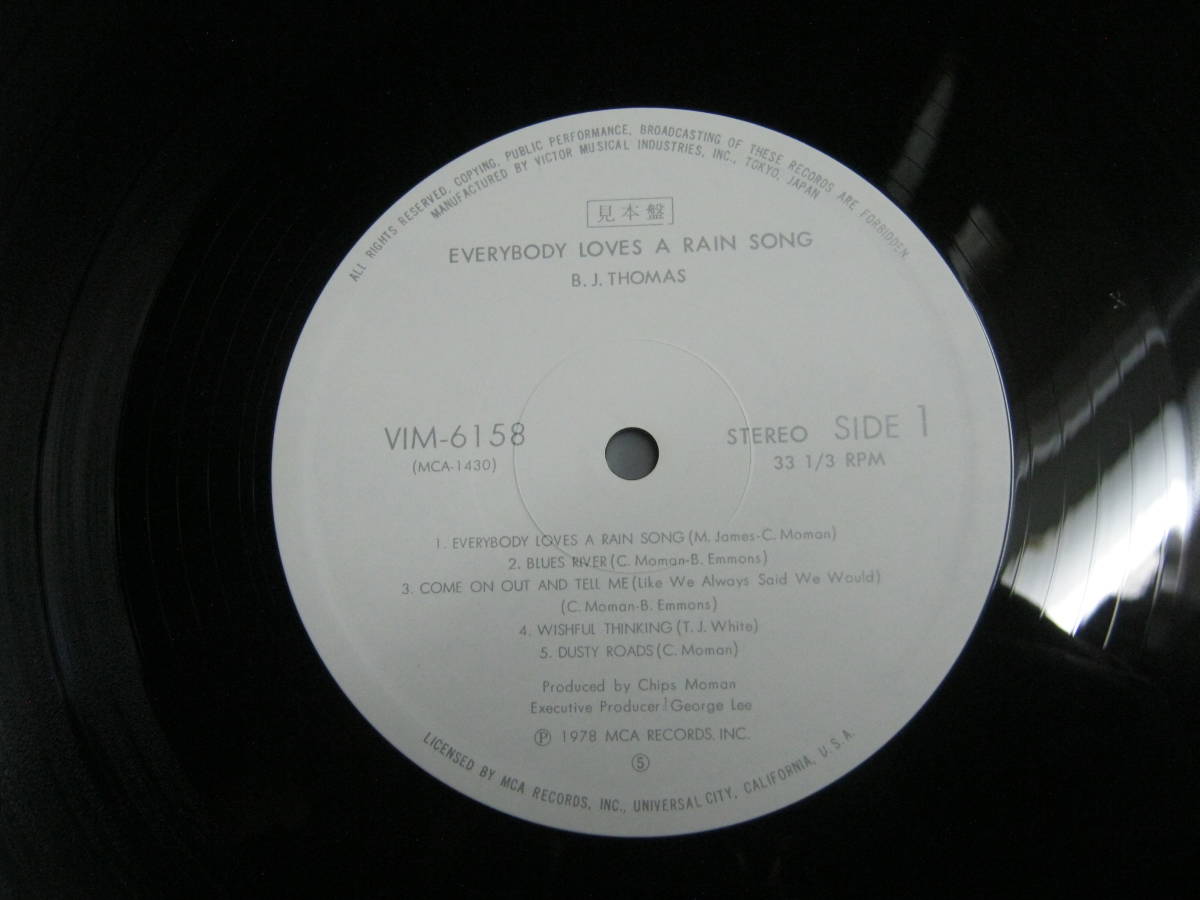 ALL RIGHTS RESERVED. COPYING, PUBLIC PERFORMANCE, BROADCASTING OF THESE RECORDS ARE FORBIDDEN.
MANUFACTURED BY VICTOR MUSICAL INDUSTRIES, INC., TOKYO, JAPAN
見本盤
EVERYBODY LOVES A RAIN SONG
B. J. THOMAS
VIM-6158
(MCA-1430)
STEREO SIDE 1
33 1/3 RPM
1. EVERYBODY LOVES A RAIN SONG (M. James-C. Moman)
2. BLUES RIVER (C. Moman-B. Emmons)
3. COME ON OUT AND TELL ME (Like We Always Said We Would)
(C. Moman-B. Emmons)
4. WISHFUL THINKING (T. J. White)
5. DUSTY ROADS (C. Moman)
Produced by Chips Moman
Executive Producer: George Lee
Ⓟ 1978 MCA RECORDS. INC.
⑤
LICENSED BY MCA RECORDS, INC., UNIVERSAL CITY, CALIFORNIA, U.S.A.